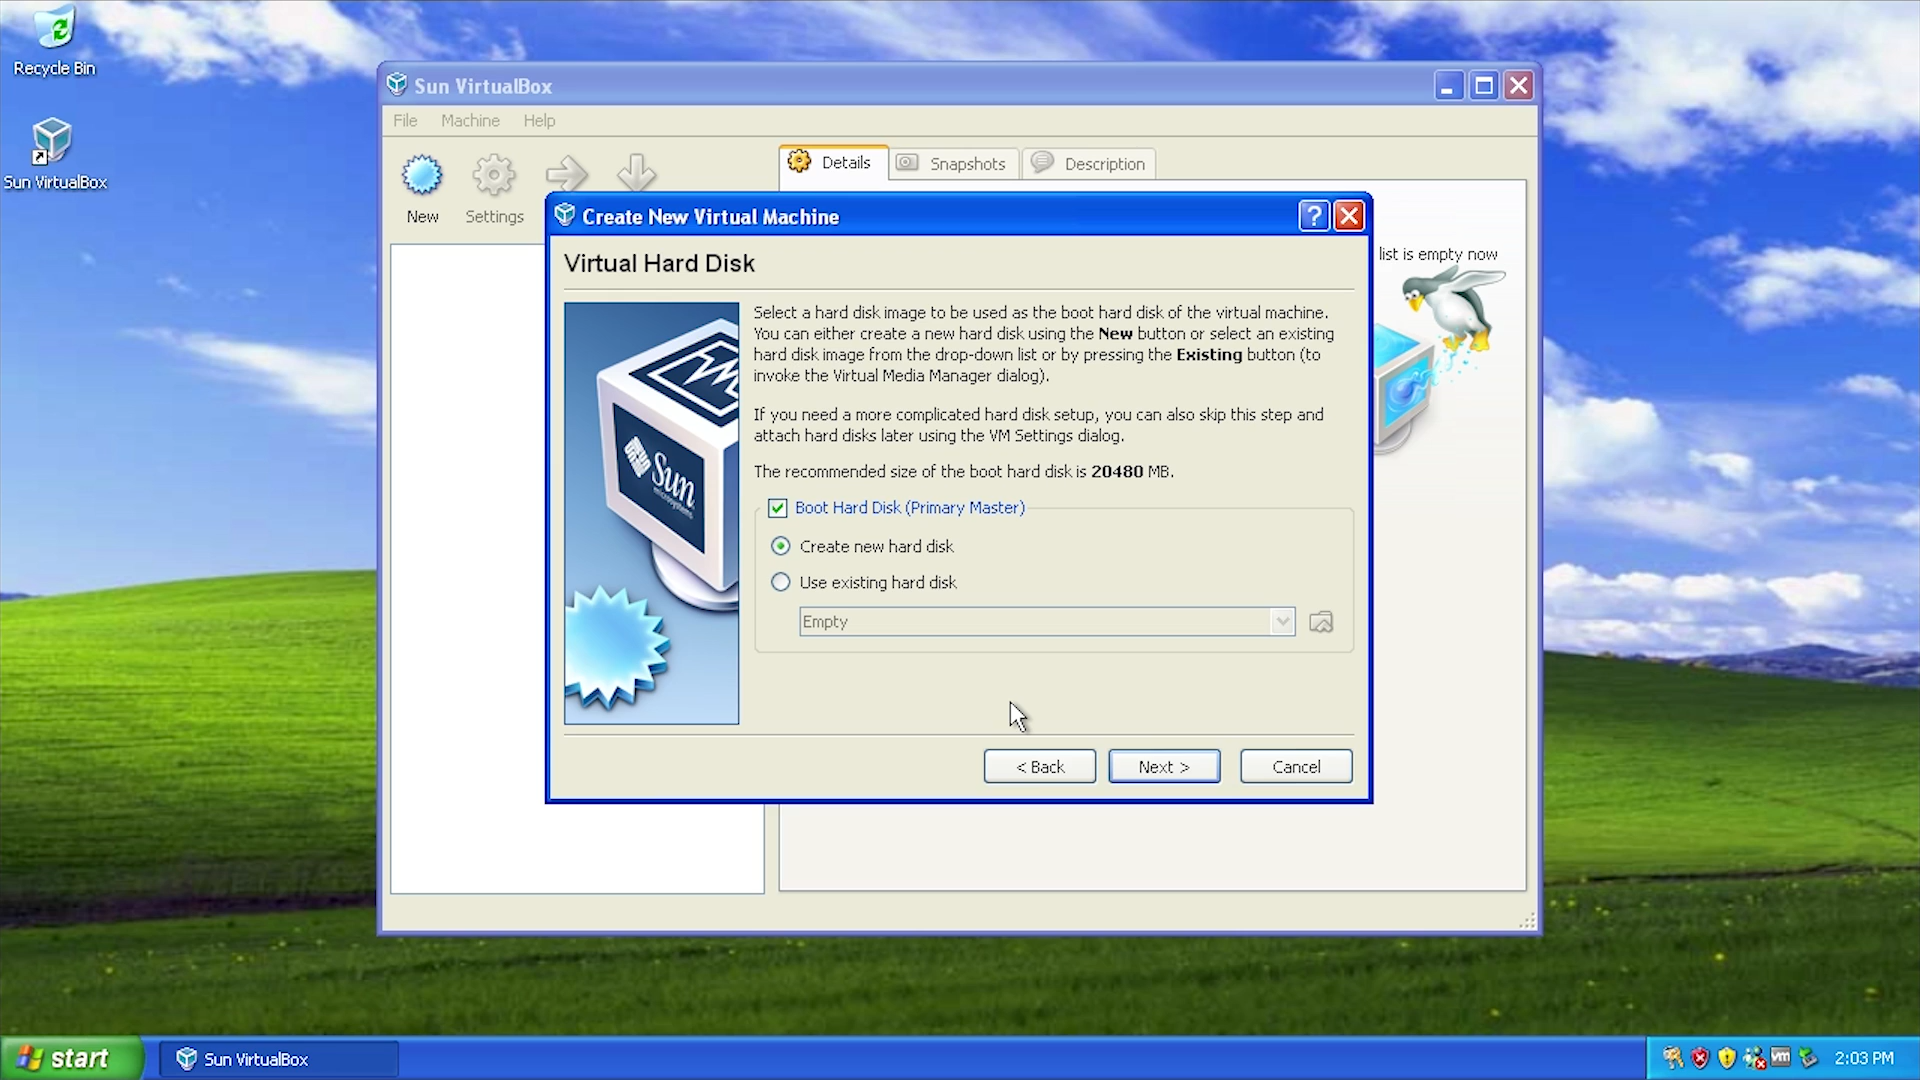 Recycle Bin
Sun VirtualBox
Sun VirtualBox
File Machine Help
New Settings
Details Snapshots Description
list is empty now
Create New Virtual Machine
Virtual Hard Disk
Select a hard disk image to be used as the boot hard disk of the virtual machine.
You can either create a new hard disk using the New button or select an existing
hard disk image from the drop-down list or by pressing the Existing button (to
invoke the Virtual Media Manager dialog).
If you need a more complicated hard disk setup, you can also skip this step and
attach hard disks later using the VM Settings dialog.
The recommended size of the boot hard disk is 20480 MB.
Boot Hard Disk (Primary Master)
Create new hard disk
Use existing hard disk
Empty
Sun
microsystems
< Back Next > Cancel
start
Sun VirtualBox
vm
2:03 PM